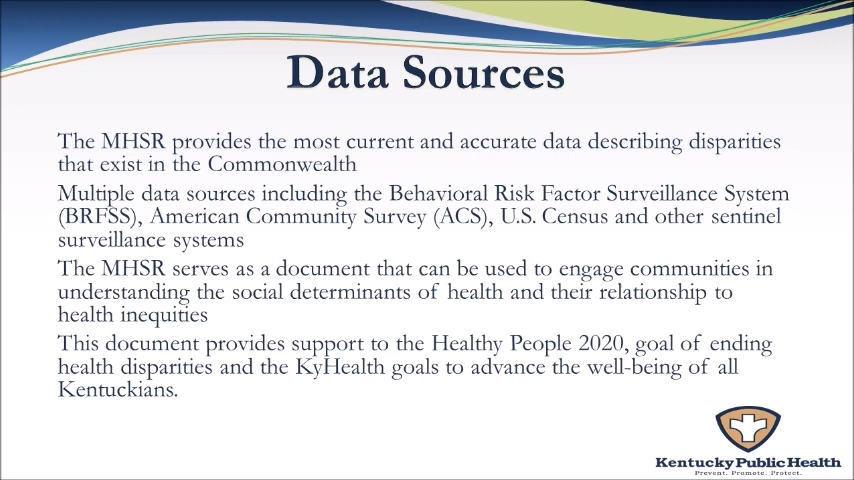 Data Sources
The MHSR provides the most current and accurate data describing disparities
that exist in the Commonwealth
Multiple data sources including the Behavioral Risk Factor Surveillance System
(BRFSS), American Community Survey (ACS), U.S. Census and other sentinel
surveillance systems
The MHSR serves as a document that can be used to engage communities in
understanding the social determinants of health and their relationship to
health inequities
This document provides support to the Healthy People 2020, goal of ending
health disparities and the KyHealth goals to advance the well-being of all
Kentuckians.
Kentucky Public Health
Prevent. Promote. Protect.